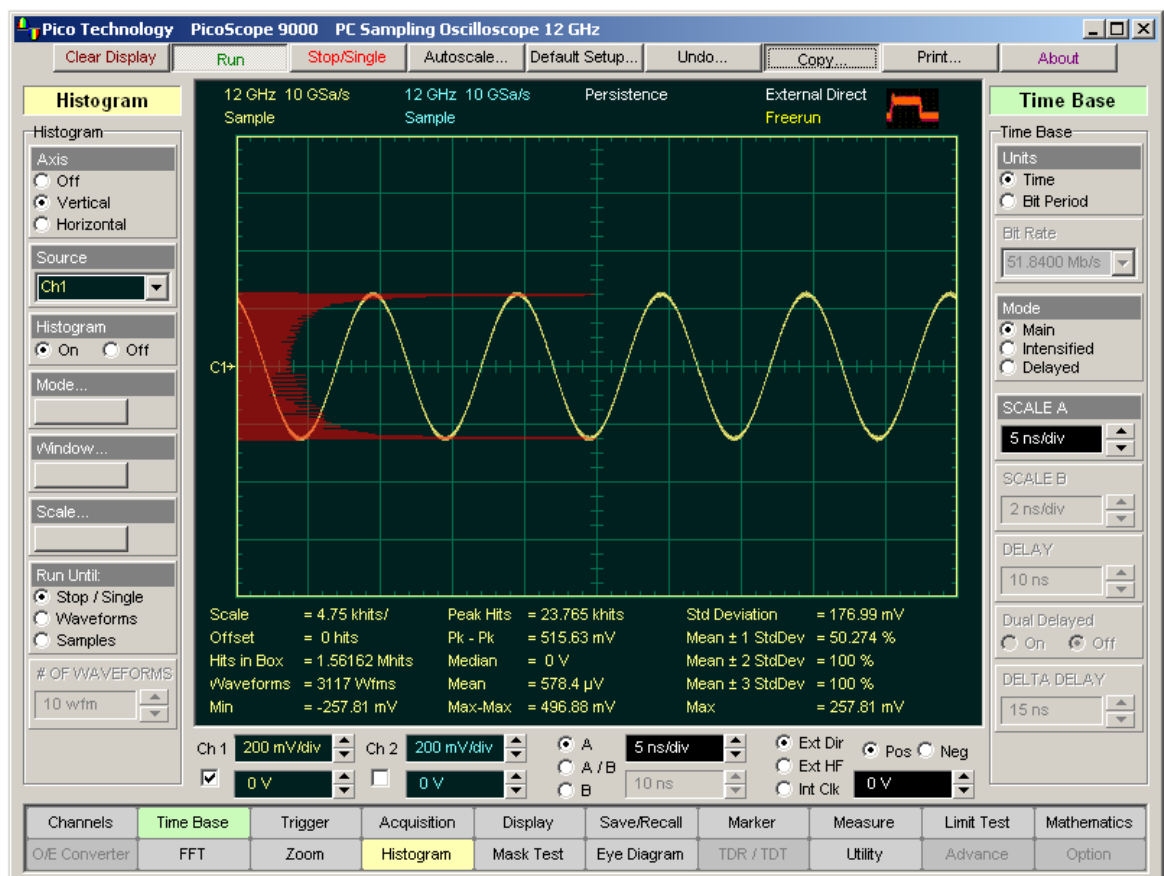 Pico Technology PicoScope 9000 PC Sampling Oscilloscope 12 GHz
Clear Display Run Stop/Single Autoscale... Default Setup... Undo... Copy.... Print... About
Histogram
Histogram
Axis
Off
Vertical
Horizontal
Source
Ch1
Histogram
On Off
Mode...
Window...
Scale...
Run Until:
Stop / Single
Waveforms
Samples
# OF WAVEFORMS
10 wfm
12 GHz 10 GSa/s 12 GHz 10 GSa/s Persistence External Direct
Sample Sample Freerun
C1
Scale = 4.75 khits/ Peak Hits = 23.765 khits Std Deviation = 176.99 mV
Offset = 0 hits Pk - Pk = 515.63 mV Mean ± 1 StdDev = 50.274 %
Hits in Box = 1.56162 Mhits Median = 0 V Mean ± 2 StdDev = 100 %
Waveforms = 3117 Wfms Mean = 578.4 µV Mean ± 3 StdDev = 100 %
Min = -257.81 mV Max-Max = 496.88 mV Max = 257.81 mV
Time Base
Time Base
Units
Time
Bit Period
Bit Rate
51.8400 Mb/s
Mode
Main
Intensified
Delayed
SCALE A
5 ns/div
SCALE B
2 ns/div
DELAY
10 ns
Dual Delayed
On Off
DELTA DELAY
15 ns
Ch 1 200 mV/div Ch 2 200 mV/div A 5 ns/div Ext Dir Pos Neg
A / B Ext HF
0 V 0 V B 10 ns Int Clk 0 V
Channels Time Base Trigger Acquisition Display Save/Recall Marker Measure Limit Test Mathematics
O/E Converter FFT Zoom Histogram Mask Test Eye Diagram TDR / TDT Utility Advance Option